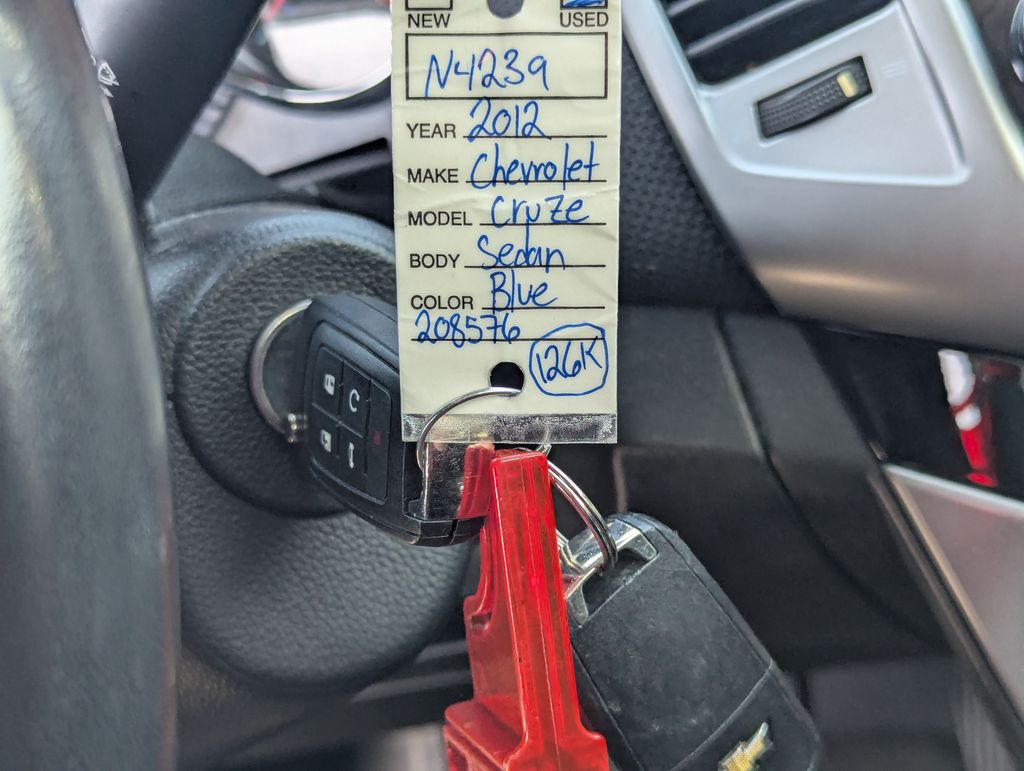 NEW USED
N4239
YEAR 2012
MAKE Chevrolet
MODEL Cruze
BODY Sedan
COLOR Blue
208576
126K